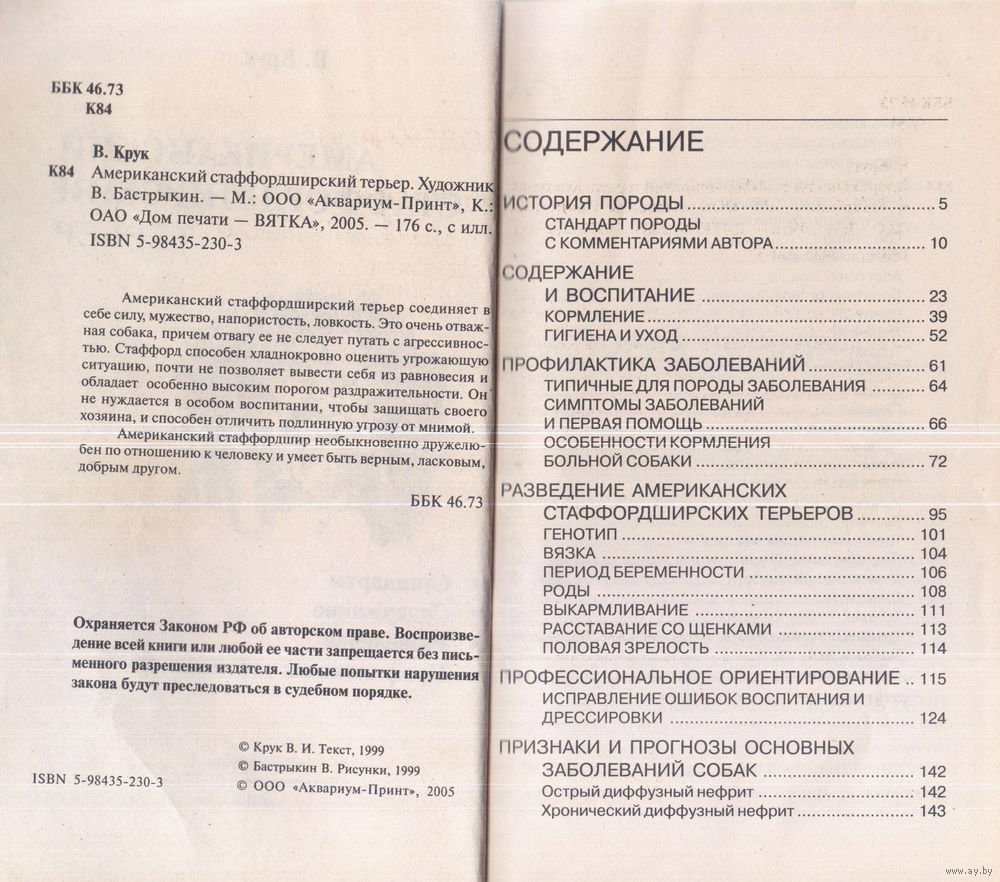 ББК 46.73
К84
В. Крук
К84 Американский стаффордширский терьер. Художник
В. Бастрыкин. — М.: ООО «Аквариум-Принт», К.:
ОАО «Дом печати — ВЯТКА», 2005. — 176 с., с илл.
ISBN 5-98435-230-3
Американский стаффордширский терьер соединяет в
себе силу, мужество, напористость, ловкость. Это очень отваж-
ная собака, причем отвагу ее не следует путать с агрессивнос-
тью. Стаффорд способен хладнокровно оценить угрожающую
ситуацию, почти не позволяет вывести себя из равновесия и
обладает особенно высоким порогом раздражительности. Он
не нуждается в особом воспитании, чтобы защищать своего
хозяина, и способен отличить подлинную угрозу от мнимой.
Американский стаффордшир необыкновенно дружелю-
бен по отношению к человеку и умеет быть верным, ласковым,
добрым другом.
ББК 46.73
Охраняется Законом РФ об авторском праве. Воспроизве-
дение всей книги или любой ее части запрещается без пись-
менного разрешения издателя. Любые попытки нарушения
закона будут преследоваться в судебном порядке.
© Крук В. И. Текст, 1999
© Бастрыкин В. Рисунки, 1999
ISBN 5-98435-230-3
© ООО «Аквариум-Принт», 2005
СОДЕРЖАНИЕ
ИСТОРИЯ ПОРОДЫ ..... 5
СТАНДАРТ ПОРОДЫ
С КОММЕНТАРИЯМИ АВТОРА ..... 10
СОДЕРЖАНИЕ
И ВОСПИТАНИЕ ..... 23
КОРМЛЕНИЕ ..... 39
ГИГИЕНА И УХОД ..... 52
ПРОФИЛАКТИКА ЗАБОЛЕВАНИЙ ..... 61
ТИПИЧНЫЕ ДЛЯ ПОРОДЫ ЗАБОЛЕВАНИЯ ..... 64
СИМПТОМЫ ЗАБОЛЕВАНИЙ
И ПЕРВАЯ ПОМОЩЬ ..... 66
ОСОБЕННОСТИ КОРМЛЕНИЯ
БОЛЬНОЙ СОБАКИ ..... 72
РАЗВЕДЕНИЕ АМЕРИКАНСКИХ
СТАФФОРДШИРСКИХ ТЕРЬЕРОВ ..... 95
ГЕНОТИП ..... 101
ВЯЗКА ..... 104
ПЕРИОД БЕРЕМЕННОСТИ ..... 106
РОДЫ ..... 108
ВЫКАРМЛИВАНИЕ ..... 111
РАССТАВАНИЕ СО ЩЕНКАМИ ..... 113
ПОЛОВАЯ ЗРЕЛОСТЬ ..... 114
ПРОФЕССИОНАЛЬНОЕ ОРИЕНТИРОВАНИЕ .. 115
ИСПРАВЛЕНИЕ ОШИБОК ВОСПИТАНИЯ И
ДРЕССИРОВКИ ..... 124
ПРИЗНАКИ И ПРОГНОЗЫ ОСНОВНЫХ
ЗАБОЛЕВАНИЙ СОБАК ..... 142
Острый диффузный нефрит ..... 142
Хронический диффузный нефрит ..... 143
www.ay.by